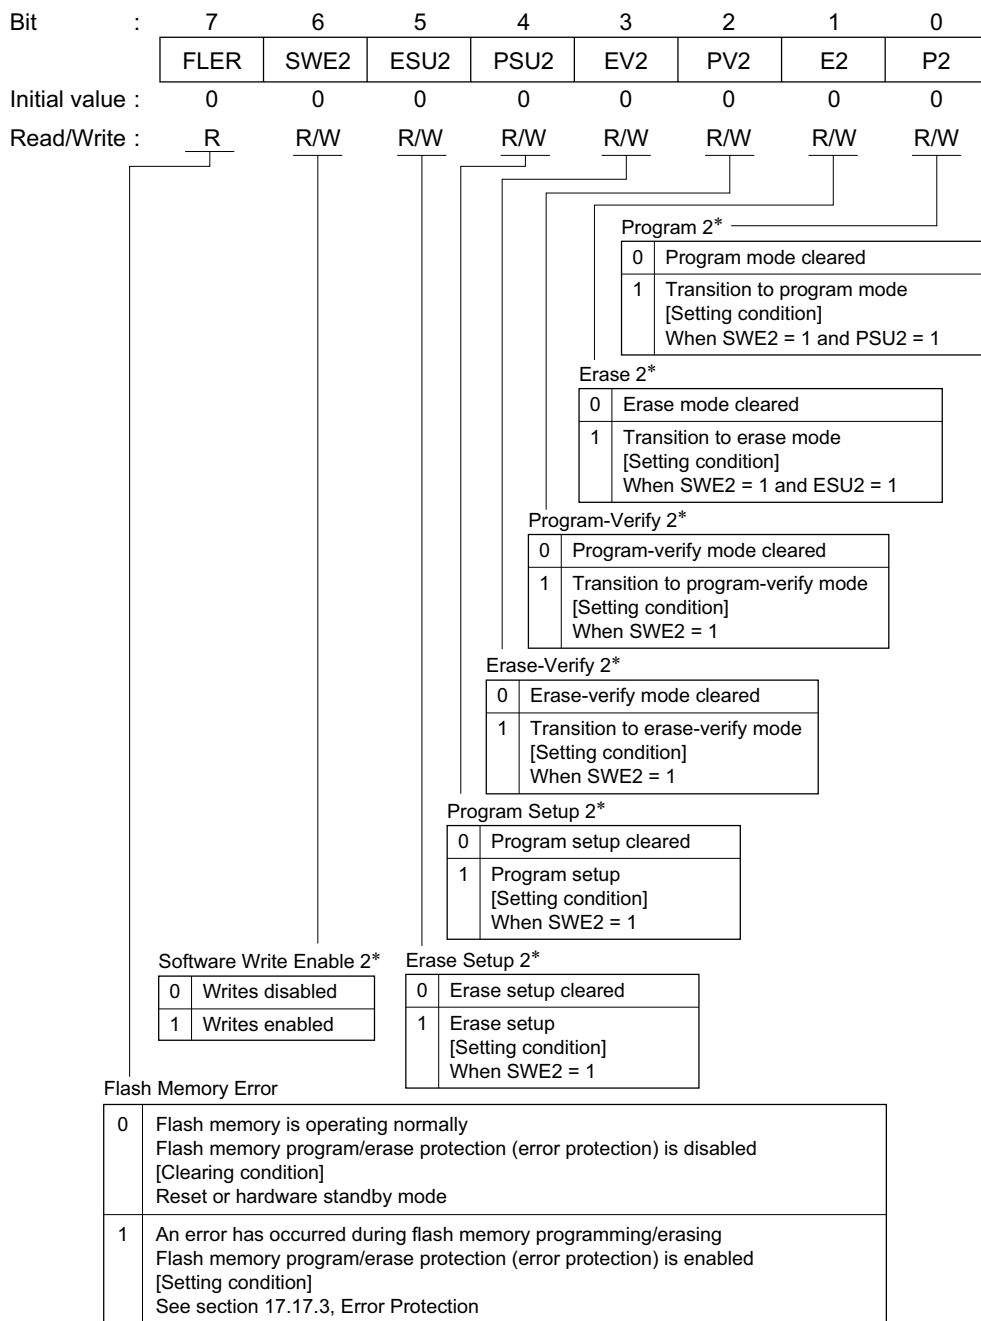 Bit : 7 6 5 4 3 2 1 0
FLER SWE2 ESU2 PSU2 EV2 PV2 E2 P2
Initial value : 0 0 0 0 0 0 0 0
Read/Write : R R/W R/W R/W R/W R/W R/W R/W
Program 2*
0 Program mode cleared
1 Transition to program mode
[Setting condition]
When SWE2 = 1 and PSU2 = 1
Erase 2*
0 Erase mode cleared
1 Transition to erase mode
[Setting condition]
When SWE2 = 1 and ESU2 = 1
Program-Verify 2*
0 Program-verify mode cleared
1 Transition to program-verify mode
[Setting condition]
When SWE2 = 1
Erase-Verify 2*
0 Erase-verify mode cleared
1 Transition to erase-verify mode
[Setting condition]
When SWE2 = 1
Program Setup 2*
0 Program setup cleared
1 Program setup
[Setting condition]
When SWE2 = 1
Software Write Enable 2*
0 Writes disabled
1 Writes enabled
Erase Setup 2*
0 Erase setup cleared
1 Erase setup
[Setting condition]
When SWE2 = 1
Flash Memory Error
0 Flash memory is operating normally
Flash memory program/erase protection (error protection) is disabled
[Clearing condition]
Reset or hardware standby mode
1 An error has occurred during flash memory programming/erasing
Flash memory program/erase protection (error protection) is enabled
[Setting condition]
See section 17.17.3, Error Protection